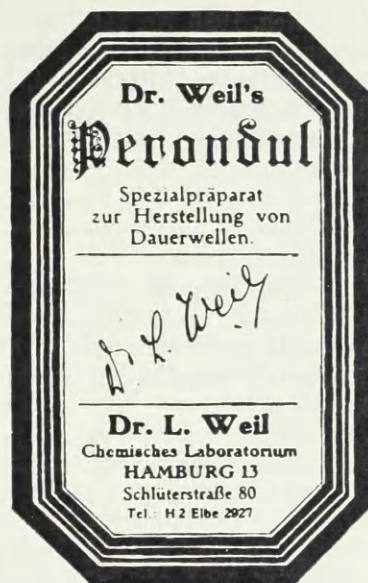 Dr. Weil's
Perondul
Spezialpräparat
zur Herstellung von
Dauerwellen.
Dr. L. Weil
Dr. L. Weil
Chemisches Laboratorium
HAMBURG 13
Schlüterstraße 80
Tel.: H2 Elbe 2927